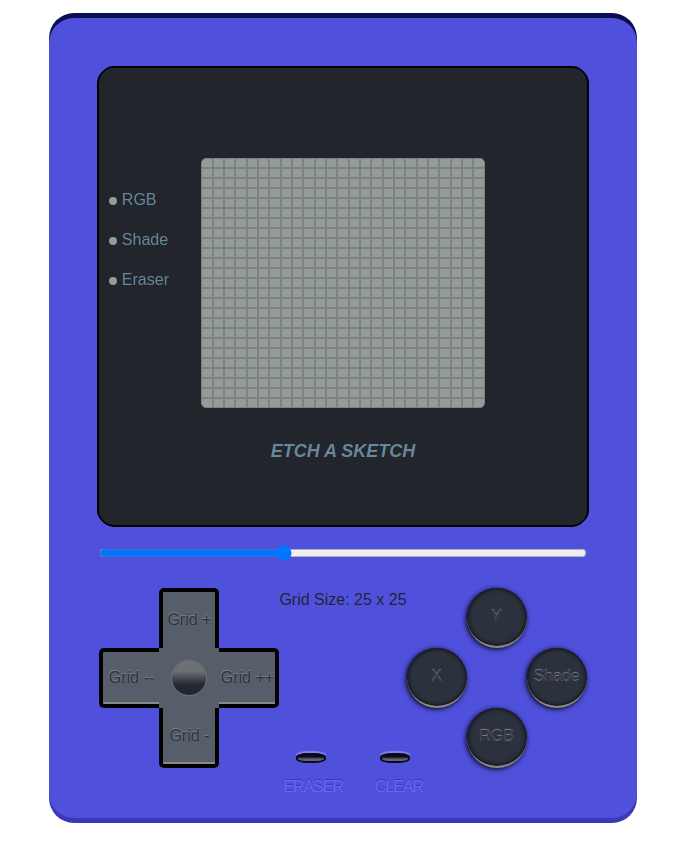 RGB
Shade
Eraser
ETCH A SKETCH
Grid Size: 25 x 25
Grid +
Grid --
Grid ++
Grid -
Y
X
Shade
RGB
ERASER
CLEAR